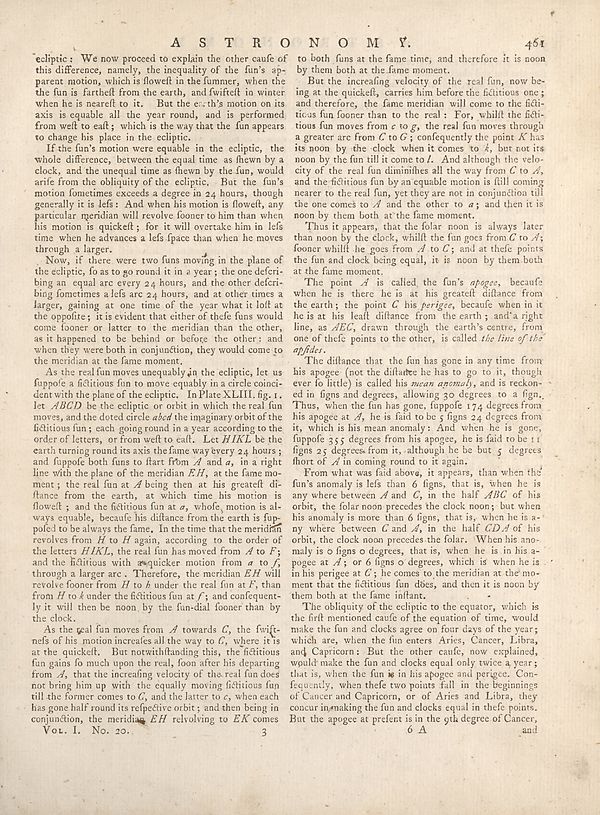 ASTRONOMY. 461
ecliptic: We now proceed to explain the other cauſe of
this difference, namely, the inequality of the ſun's ap-
parent motion, which is ſloweſt in the ſummer, when the
the ſun is fartheſt from the earth, and ſwifteſt in winter
when he is neareſt to it. But the earth's motion on its
axis is equable all the year round, and is performed
from weſt to eaſt; which is the way that the ſun appears
to change his place in the ecliptic.
If the ſun's motion were equable in the ecliptic, the
whole difference, between the equal time as ſhewn by a
clock, and the unequal time as ſhewn by the ſun, would
ariſe from the obliquity of the ecliptic. But the ſun's
motion ſometimes exceeds a degree in 24 hours, though
generally it is leſs: And when his motion is ſloweſt, any
particular meridian will revolve ſooner to him than when
his motion is quickeſt; for it will overtake him in leſs
time when he advances a leſs ſpace than when he moves
through a larger.
Now, if there were two ſuns moving in the plane of
the ecliptic, ſo as to go round it in a year; the one deſcri-
bing an equal arc every 24 hours, and the other deſcri-
bing ſometimes a leſs arc 24 hours, and at other times a
larger, gaining at one time of the year what it loſt at
the oppoſite; it is evident that either of theſe ſuns would
come ſooner or latter to the meridian than the other,
as it happened to be behind or before the other: and
when they were both in conjunction, they would come to
the meridian at the ſame moment.
As the real ſun moves unequably in the ecliptic, let us
ſuppoſe a fictitious ſun to move equably in a circle coinci-
dent with the plane of the ecliptic. In Plate XLIII. fig. 1.
let ABCD be the ecliptic or orbit in which the real ſun
moves, and the doted circle abcd the imaginary orbit of the
fictitious ſun; each going round in a year according to the
order of letters, or from weſt to eaſt. Let HIKL be the
earth turning round its axis the ſame way every 24 hours;
and ſuppoſe both ſuns to ſtart from A and a, in a right
line with the plane of the meridian EH, at the ſame mo-
ment; the real ſun at A being then at his greateſt di-
ſtance from the earth, at which time his motion is
ſloweſt; and the fictitious ſun at a, whoſe motion is al-
ways equable, becauſe his diſtance from the earth is ſup-
poſed to be always the ſame. In the time that the meridian
revolves from H to H again, according to the order of
the letters HIKL, the real ſun has moved from A to F;
and the fictitious with a quicker motion from a to f,
through a larger arc. Therefore, the meridian EH will
revolve ſooner from H to h under the real ſun at F, than
from H to k under the fictitious ſun at f; and conſequent-
ly it will then be noon by the ſun-dial ſooner than by
the clock.
As the real ſun moves from A towards C, the ſwift-
neſs of his motion increaſes all the way to C, where it is
at the quickeſt. But notwithſtanding this, the fictitious
ſun gains ſo much upon the real, ſoon after his departing
from A, that the increaſing velocity of the real ſun does
not bring him up with the equally moving fictitious ſun
till the former comes to C, and the latter to c, when each
has gone half round its reſpective orbit; and then being in
conjunction, the meridian EH relvolving to EK comes
VOL. I. No. 20. 3
to both ſuns at the ſame time, and therefore it is noon
by them both at the ſame moment.
But the increaſing velocity of the real ſun, now be-
ing at the quickeſt, carries him before the fictitious one;
and therefore, the ſame meridian will come to the ficti-
tious ſun ſooner than to the real: For, whilſt the ficti-
tious ſun moves from c to g, the real ſun moves through
a greater arc from C to G; conſequently the point K has
its noon by the clock when it comes to k, but not its
noon by the ſun till it come to l. And although the velo-
city of the real ſun diminiſhes all the way from C to A,
and the fictitious ſun by an equable motion is ſtill coming
nearer to the real ſun, yet they are not in conjunction till
the one comes to A and the other to a; and then it is
noon by them both at the ſame moment.
Thus it appears, that the ſolar noon is always later
than noon by the clock, whilſt the ſun goes from C to A;
ſooner whilſt he goes from A to C; and at theſe points
the ſun and clock being equal, it is noon by them both
at the ſame moment.
The point A is called the ſun's apogee, becauſe
when he is there he is at his greateſt diſtance from
the earth; the point C his perigee, becauſe when in it
he is at his leaſt diſtance from the earth; and a right
line, as AEC, drawn through the earth's centre, from
one of theſe points to the other, is called the line of the
apſides.
The diſtance that the ſun has gone in any time from
his apogee (not the diſtance he has to go to it, though
ever ſo little) is called his mean anomaly, and is reckon-
ed in ſigns and degrees, allowing 30 degrees to a ſign.
Thus, when the ſun has gone, ſuppoſe 174 degrees from
his apogee at A, he is ſaid to be 5 ſigns 24 degrees from
it, which is his mean anomaly: And when he is gone,
ſuppoſe 355 degrees from his apogee, he is ſaid to be 11
ſigns 25 degrees from it, although he be but 5 degrees
ſhort of A in coming round to it again.
From what was ſaid above, it appears, than when the
ſun's anomaly is leſs than 6 ſigns, that is, when he is
any where between A and C, in the half ABC of his
orbit, the ſolar noon precedes the clock noon; but when
his anomaly is more than 6 ſigns, that is, when he is a-
ny where between C and A, in the half CDA of his
orbit, the clock noon precedes the ſolar. When his ano-
maly is 0 ſigns 0 degrees, that is, when he is in his a-
pogee at A; or 6 ſigns 0 degrees, which is when he is
in his perigee at C; he comes to the meridian at the mo-
ment that the fictitious ſun does, and then it is noon by
them both at the ſame inſtant.
The obliquity of the ecliptic to the equator, which is
the firſt mentioned cauſe of the equation of time, would
make the ſun and clocks agree on four days of the year;
which are, when the ſun enters Aries, Cancer, Libra,
and Capricorn: But the other cauſe, now explained,
would make the ſun and clocks equal only twice a year;
that is, when the ſun is in his apogee and perigee. Con-
ſequently, when theſe two points fall in the beginnings
of Cancer and Capricorn, or of Aries and Libra, they
concur in making the ſun and clocks equal in theſe points.
But the apogee at preſent is in the 9th degree of Cancer,
6 A and